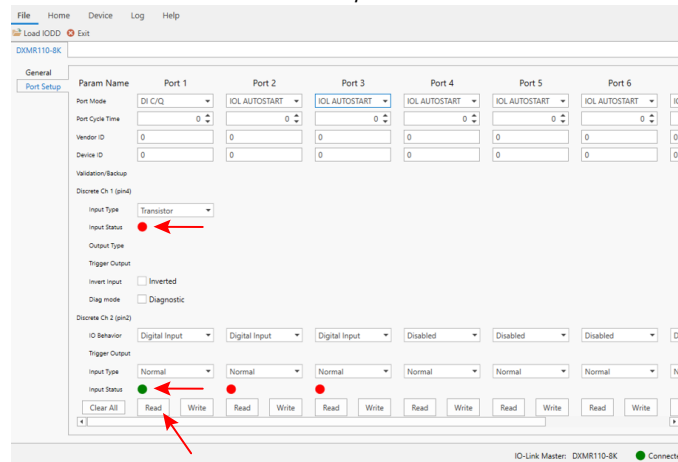 File Home Device Log Help
Load IODD Exit
DXMR110-8K
General
Port Setup
Param Name Port 1 Port 2 Port 3 Port 4 Port 5 Port 6
Port Mode DI C/Q IOL AUTOSTART IOL AUTOSTART IOL AUTOSTART IOL AUTOSTART IOL AUTOSTART
Port Cycle Time 0 0 0 0 0 0
Vendor ID 0 0 0 0 0 0 0
Device ID 0 0 0 0 0 0 0
Validation/Backup
Discrete Ch 1 (pin4)
Input Type Transistor
Input Status
Output Type
Trigger Output
Invert Input Inverted
Diag mode Diagnostic
Discrete Ch 2 (pin2)
IO Behavior Digital Input Digital Input Digital Input Disabled Disabled Disabled
Trigger Output
Input Type Normal Normal Normal Normal Normal Normal
Input Status
Clear All Read Write Read Write Read Write Read Write Read Write Read Write
IO-Link Master: DXMR110-8K